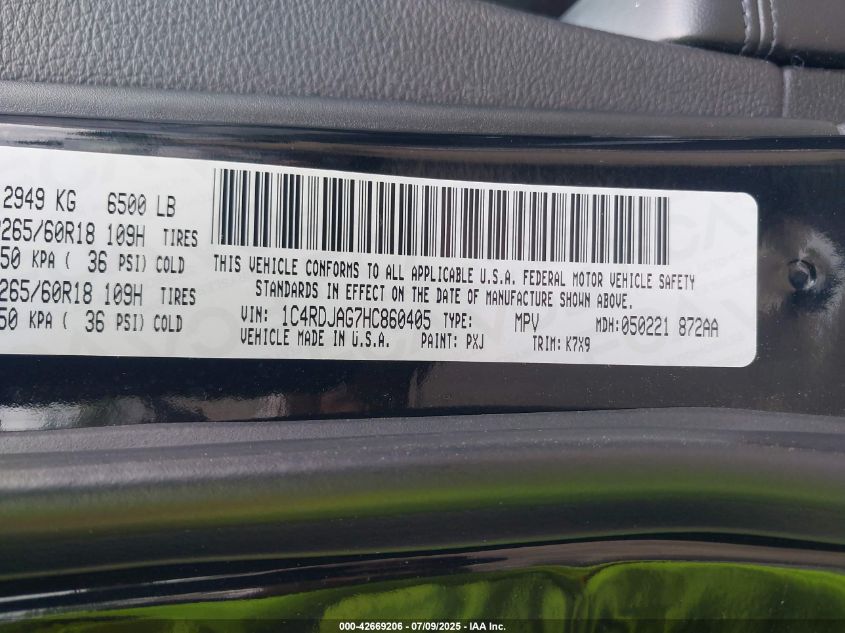 2949 KG 6500 LB
265/60R18 109H TIRES
50 KPA ( 36 PSI) COLD
265/60R18 109H TIRES
50 KPA ( 36 PSI) COLD
THIS VEHICLE CONFORMS TO ALL APPLICABLE U.S.A. FEDERAL MOTOR VEHICLE SAFETY
STANDARDS IN EFFECT ON THE DATE OF MANUFACTURE SHOWN ABOVE.
VIN: 1C4RDJAG7HC860405 TYPE: MPV MDH:050221 872AA
VEHICLE MADE IN U.S.A. PAINT: PXJ TRIM:K7X9
000-42669206 - 07/09/2025 - IAA Inc.